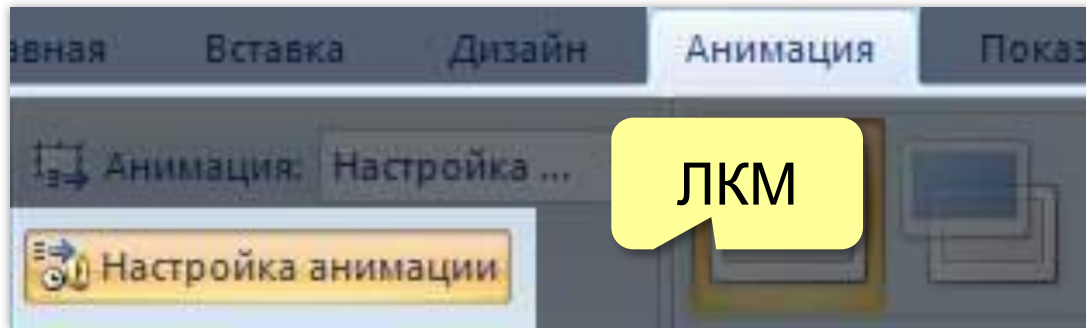 авная Вставка Дизайн Анимация Показ
Анимация: Настройка ...
ЛКМ
Настройка анимации